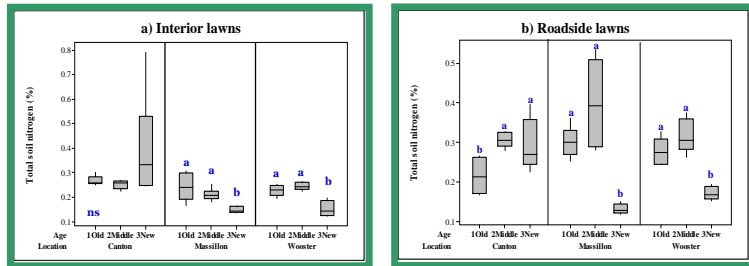 a) Interior lawns
Total soil nitrogen (%)
0.8
0.7
0.6
0.5
0.4
0.3
0.2
0.1
ns
a
a
b
a
a
b
Age 1Old 2Middle 3New 1Old 2Middle 3New 1Old 2Middle 3New
Location Canton Massillon Wooster
b) Roadside lawns
Total soil nitrogen (%)
0.5
0.4
0.3
0.2
0.1
b
a
a
a
a
b
a
a
b
Age 1Old 2Middle 3New 1Old 2Middle 3New 1Old 2Middle 3New
Location Canton Massillon Wooster